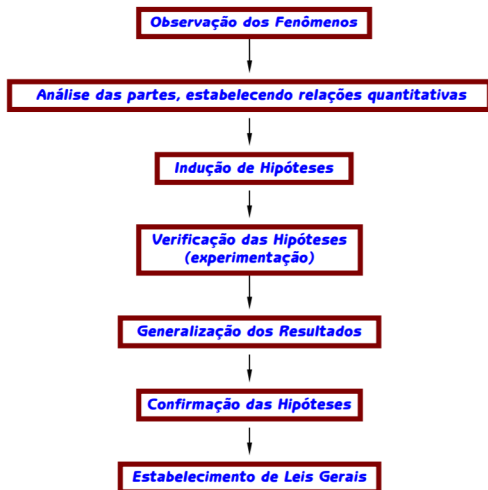 Observação dos Fenômenos
Análise das partes, estabelecendo relações quantitativas
Indução de Hipóteses
Verificação das Hipóteses
(experimentação)
Generalização dos Resultados
Confirmação das Hipóteses
Estabelecimento de Leis Gerais